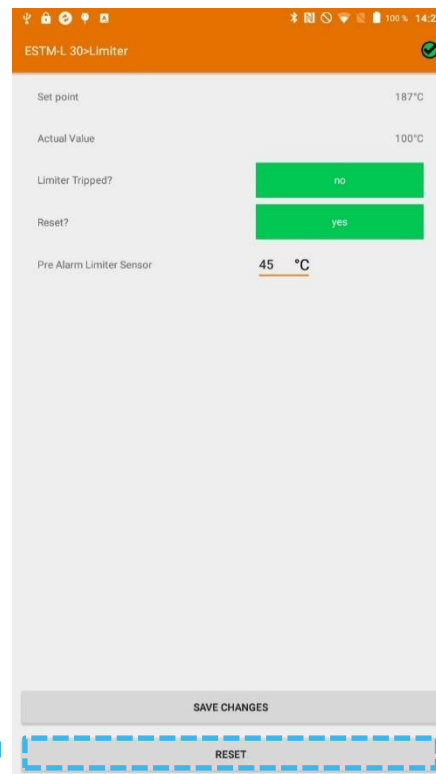 100 % 14:2
ESTM-L 30>Limiter
Set point 187°C
Actual Value 100°C
Limiter Tripped? no
Reset? yes
Pre Alarm Limiter Sensor 45 °C
SAVE CHANGES
RESET